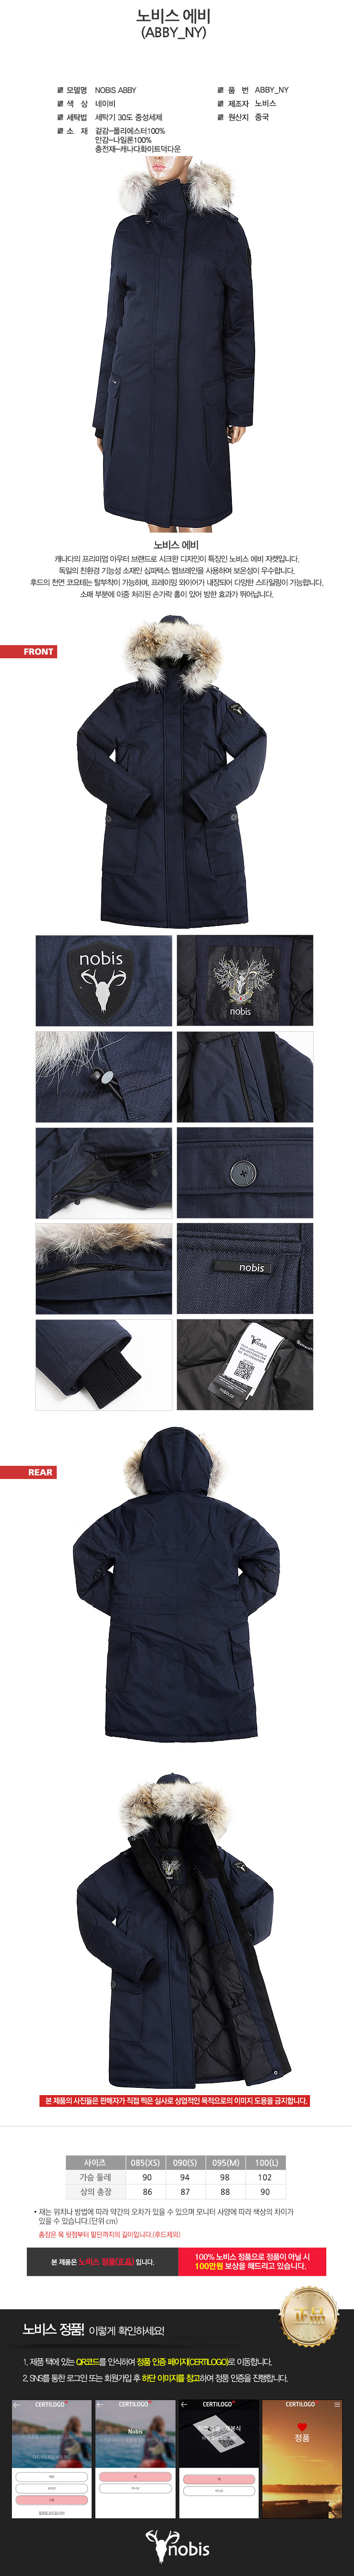 노비스 에비
(ABBY_NY)
모델명 NOBIS ABBY
품 번 ABBY_NY
색 상 네이비
제조자 노비스
세탁법 세탁기 30도 중성세제
원산지 중국
소 재 겉감-폴리에스터100%
안감-나일론100%
충전재-캐나다화이트덕다운
노비스 에비
캐나다의 프리미엄 아우터 브랜드로 시크한 디자인이 특징인 노비스 에비 자켓입니다.
독일의 친환경 기능성 소재인 심파텍스 멤브레인을 사용하여 보온성이 우수합니다.
후드의 천연 코요테는 탈부착이 가능하며, 프레이밍 와이어가 내장되어 다양한 스타일링이 가능합니다.
소매 부분에 이중 처리된 손가락 홀이 있어 방한 효과가 뛰어납니다.
FRONT
nobis
nobis
nobis
nobis
nobis.ca
REAR
본 제품의 사진들은 판매자가 직접 찍은 실사로 상업적인 목적으로의 이미지 도용을 금지합니다.
사이즈 085(XS) 090(S) 095(M) 100(L)
가슴 둘레 90 94 98 102
상의 총장 86 87 88 90
• 재는 위치나 방법에 따라 약간의 오차가 있을 수 있으며 모니터 사양에 따라 색상의 차이가
있을 수 있습니다.(단위 cm)
총장은 목 뒷점부터 밑단까지의 길이입니다.(후드제외)
본 제품은 노비스 정품(正品) 입니다.
100% 노비스 정품으로 정품이 아닐 시
100만원 보상을 해드리고 있습니다.
正品
노비스 정품! 이렇게 확인하세요!
1. 제품 택에 있는 QR코드를 인식하여 정품 인증 페이지(CERTILOGO)로 이동합니다.
2. SNS를 통한 로그인 또는 회원가입 후 하단 이미지를 참고하여 정품 인증을 진행합니다.
CERTILOGO
CERTILOGO
CERTILOGO
CERTILOGO
Nobis
정품
nobis